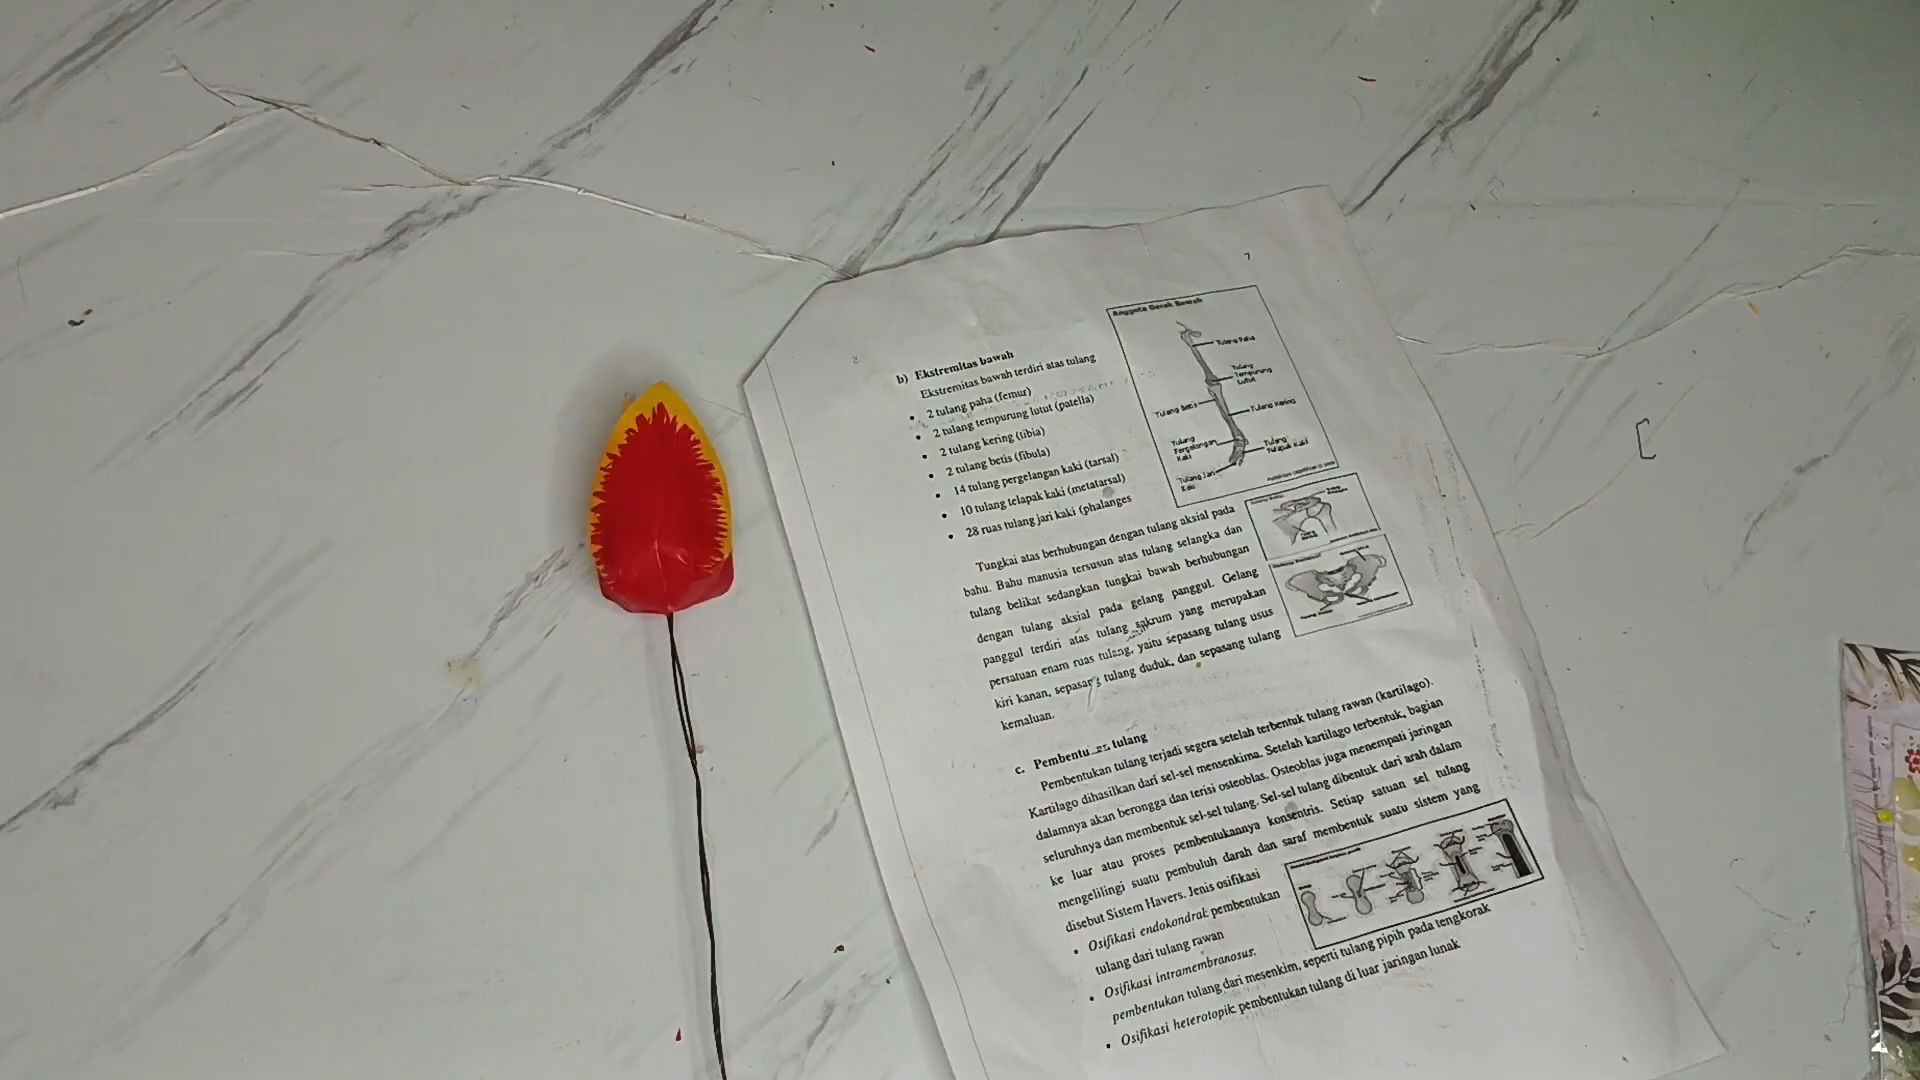 7
b) Ekstremitas bawah
Ekstremitas bawah terdiri atas tulang
• 2 tulang paha (femur)
• 2 tulang tempurung lutut (patella)
• 2 tulang kering (tibia)
• 2 tulang betis (fibula)
• 14 tulang pergelangan kaki (tarsal)
• 10 tulang telapak kaki (metatarsal)
• 28 ruas tulang jari kaki (phalanges
Anggota Gerak Bawah
Tulang Paha
Tulang
Tempurung
Lutut
Tulang Betis
Tulang Kering
Tulang
Pergelangan
Kaki
Tulang
Telapak Kaki
Tulang Jari
Kaki
Tungkai atas berhubungan dengan tulang aksial pada
bahu. Bahu manusia tersusun atas tulang selangka dan
tulang belikat sedangkan tungkai bawah berhubungan
dengan tulang aksial pada gelang panggul. Gelang
panggul terdiri atas tulang sakrum yang merupakan
persatuan enam ruas tulang, yaitu sepasang tulang usus
kiri kanan, sepasang tulang duduk, dan sepasang tulang
kemaluan.
c. tulang
Pembentukan tulang terjadi segera setelah terbentuk tulang rawan (kartilago).
Kartilago dihasilkan dari sel-sel mensenkima. Setelah kartilago terbentuk, bagian
dalamnya akan berongga dan terisi osteoblas. Osteoblas juga menempati jaringan
seluruhnya dan membentuk sel-sel tulang. Sel-sel tulang dibentuk dari arah dalam
ke luar atau proses pembentukannya konsentris. Setiap satuan sel tulang
mengelilingi suatu pembuluh darah dan saraf membentuk suatu sistem yang
disebut Sistem Havers. Jenis osifikasi
• Osifikasi endokondral: pembentukan
tulang dari tulang rawan
• Osifikasi intramembranosus:
pembentukan tulang dari mesenkim, seperti tulang pipih pada tengkorak
• Osifikasi heterotopik: pembentukan tulang di luar jaringan lunak